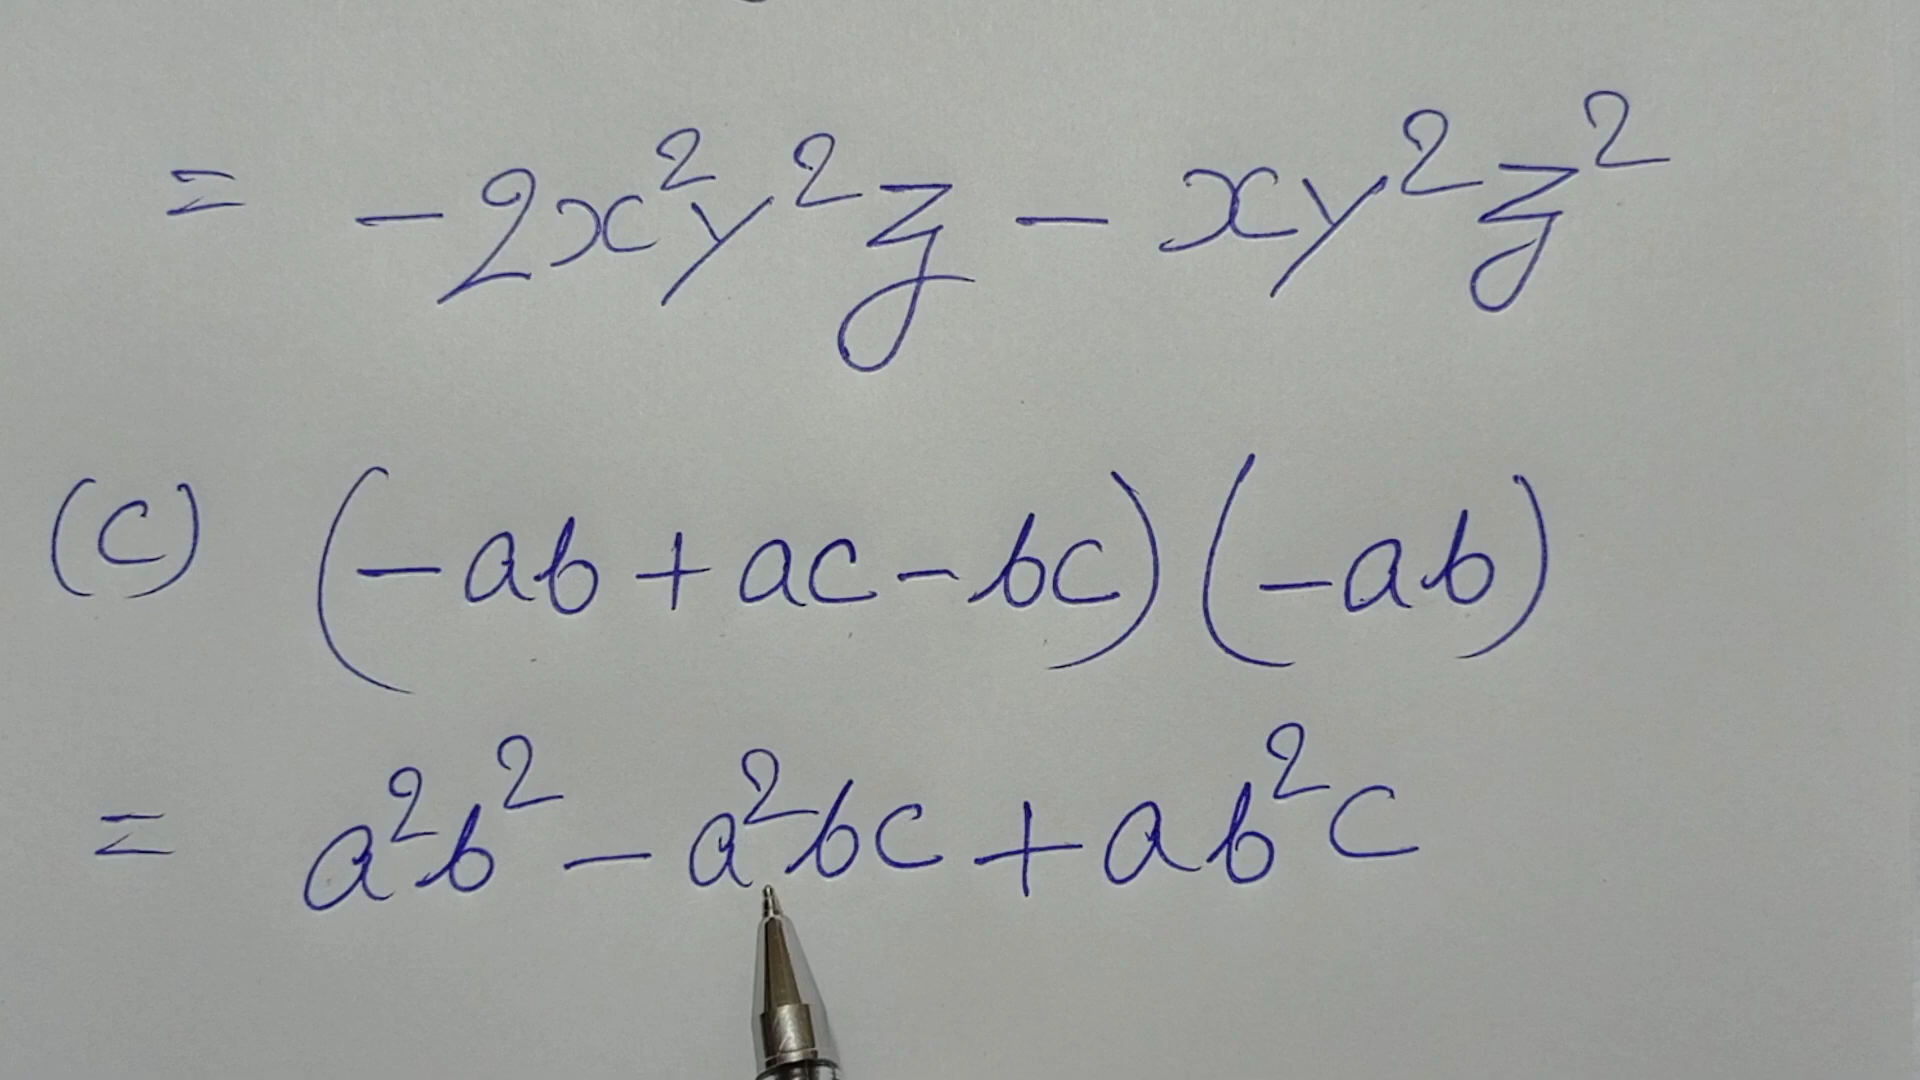 = -2x²y²z - xy²z²
(c) (-ab + ac - bc) (-ab)
= a²b² - a²bc + ab²c